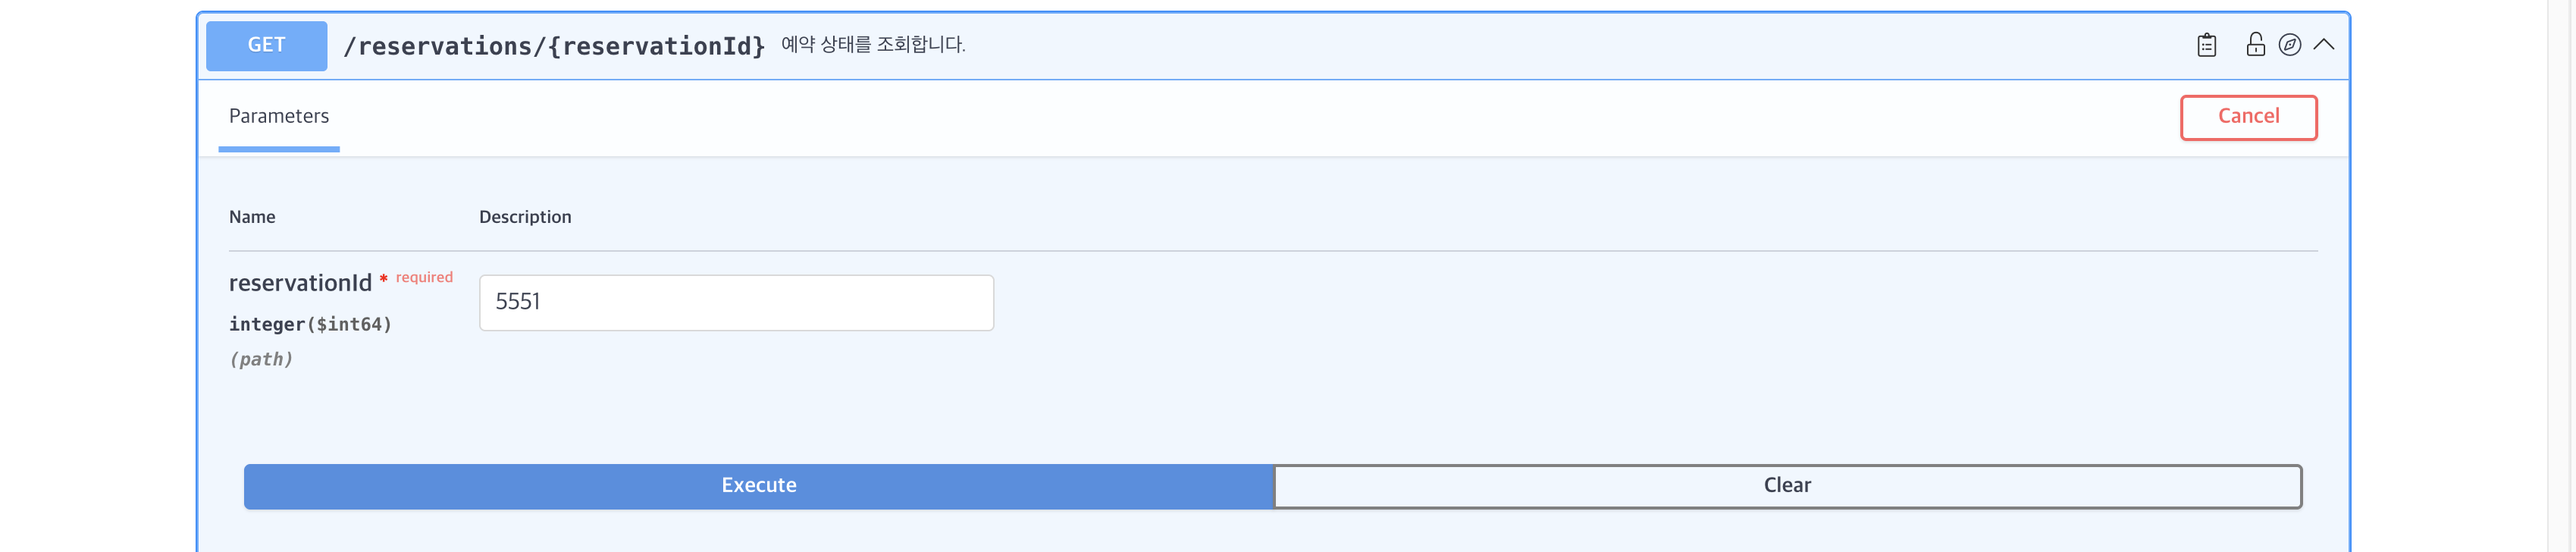 GET /reservations/{reservationId} 예약 상태를 조회합니다.
Parameters Cancel
Name Description
reservationId * required
5551
integer($int64)
(path)
Execute Clear